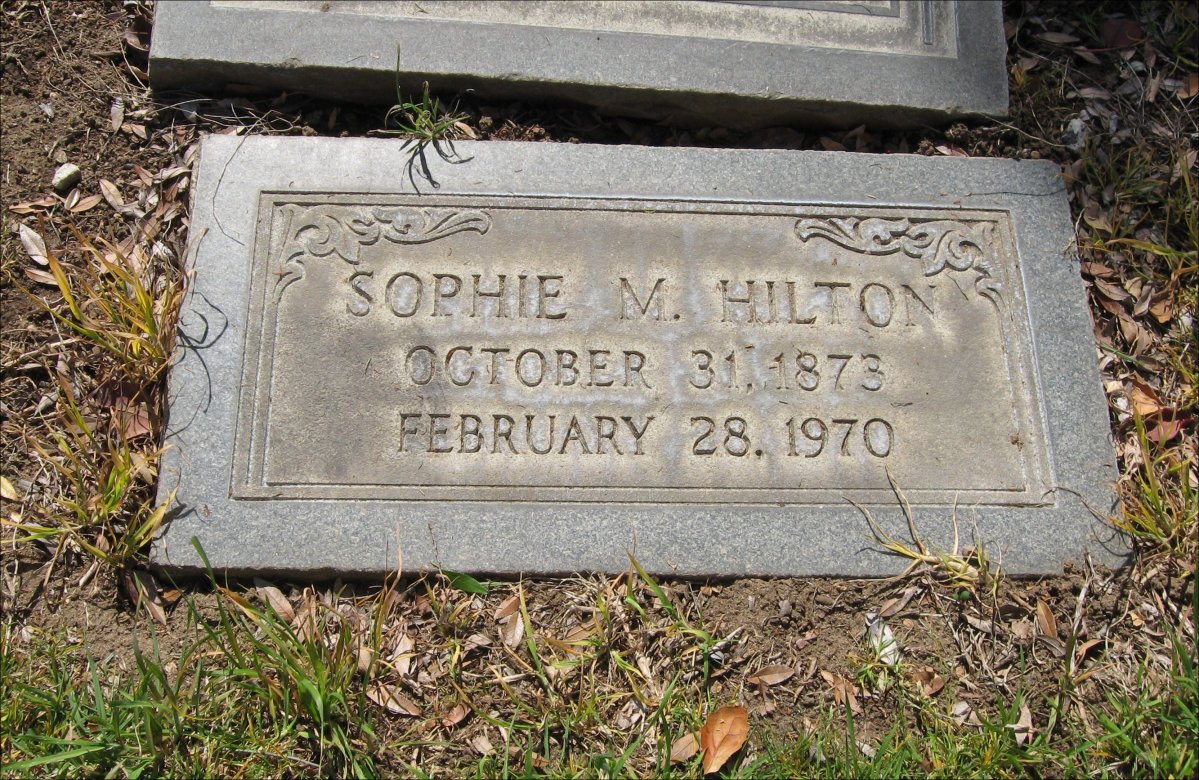 SOPHIE M. HILTON
OCTOBER 31, 1873
FEBRUARY 28, 1970